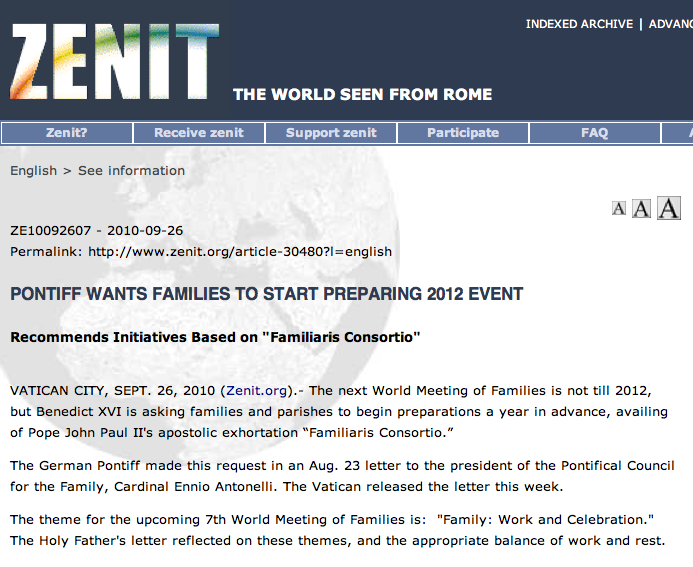 ZENIT
INDEXED ARCHIVE |
THE WORLD SEEN FROM ROME
Zenit? Receive zenit Support zenit Participate FAQ
English > See information
A A A
ZE10092607 - 2010-09-26
Permalink: http://www.zenit.org/article-30480?l=english
PONTIFF WANTS FAMILIES TO START PREPARING 2012 EVENT
Recommends Initiatives Based on "Familiaris Consortio"
VATICAN CITY, SEPT. 26, 2010 (Zenit.org).- The next World Meeting of Families is not till 2012,
but Benedict XVI is asking families and parishes to begin preparations a year in advance, availing
of Pope John Paul II's apostolic exhortation “Familiaris Consortio.”
The German Pontiff made this request in an Aug. 23 letter to the president of the Pontifical Council
for the Family, Cardinal Ennio Antonelli. The Vatican released the letter this week.
The theme for the upcoming 7th World Meeting of Families is:  "Family: Work and Celebration."
The Holy Father's letter reflected on these themes, and the appropriate balance of work and rest.